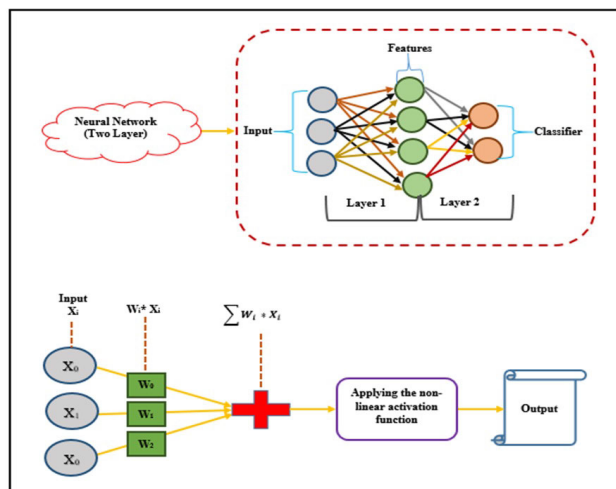 Features
Neural Network
(Two Layer)
Input
Classifier
Layer 1
Layer 2
Input
Xᵢ
Wᵢ* Xᵢ
∑ Wᵢ * Xᵢ
X₀
W₀
X₁
W₁
X₀
W₂
Applying the non-
linear activation
function
Output